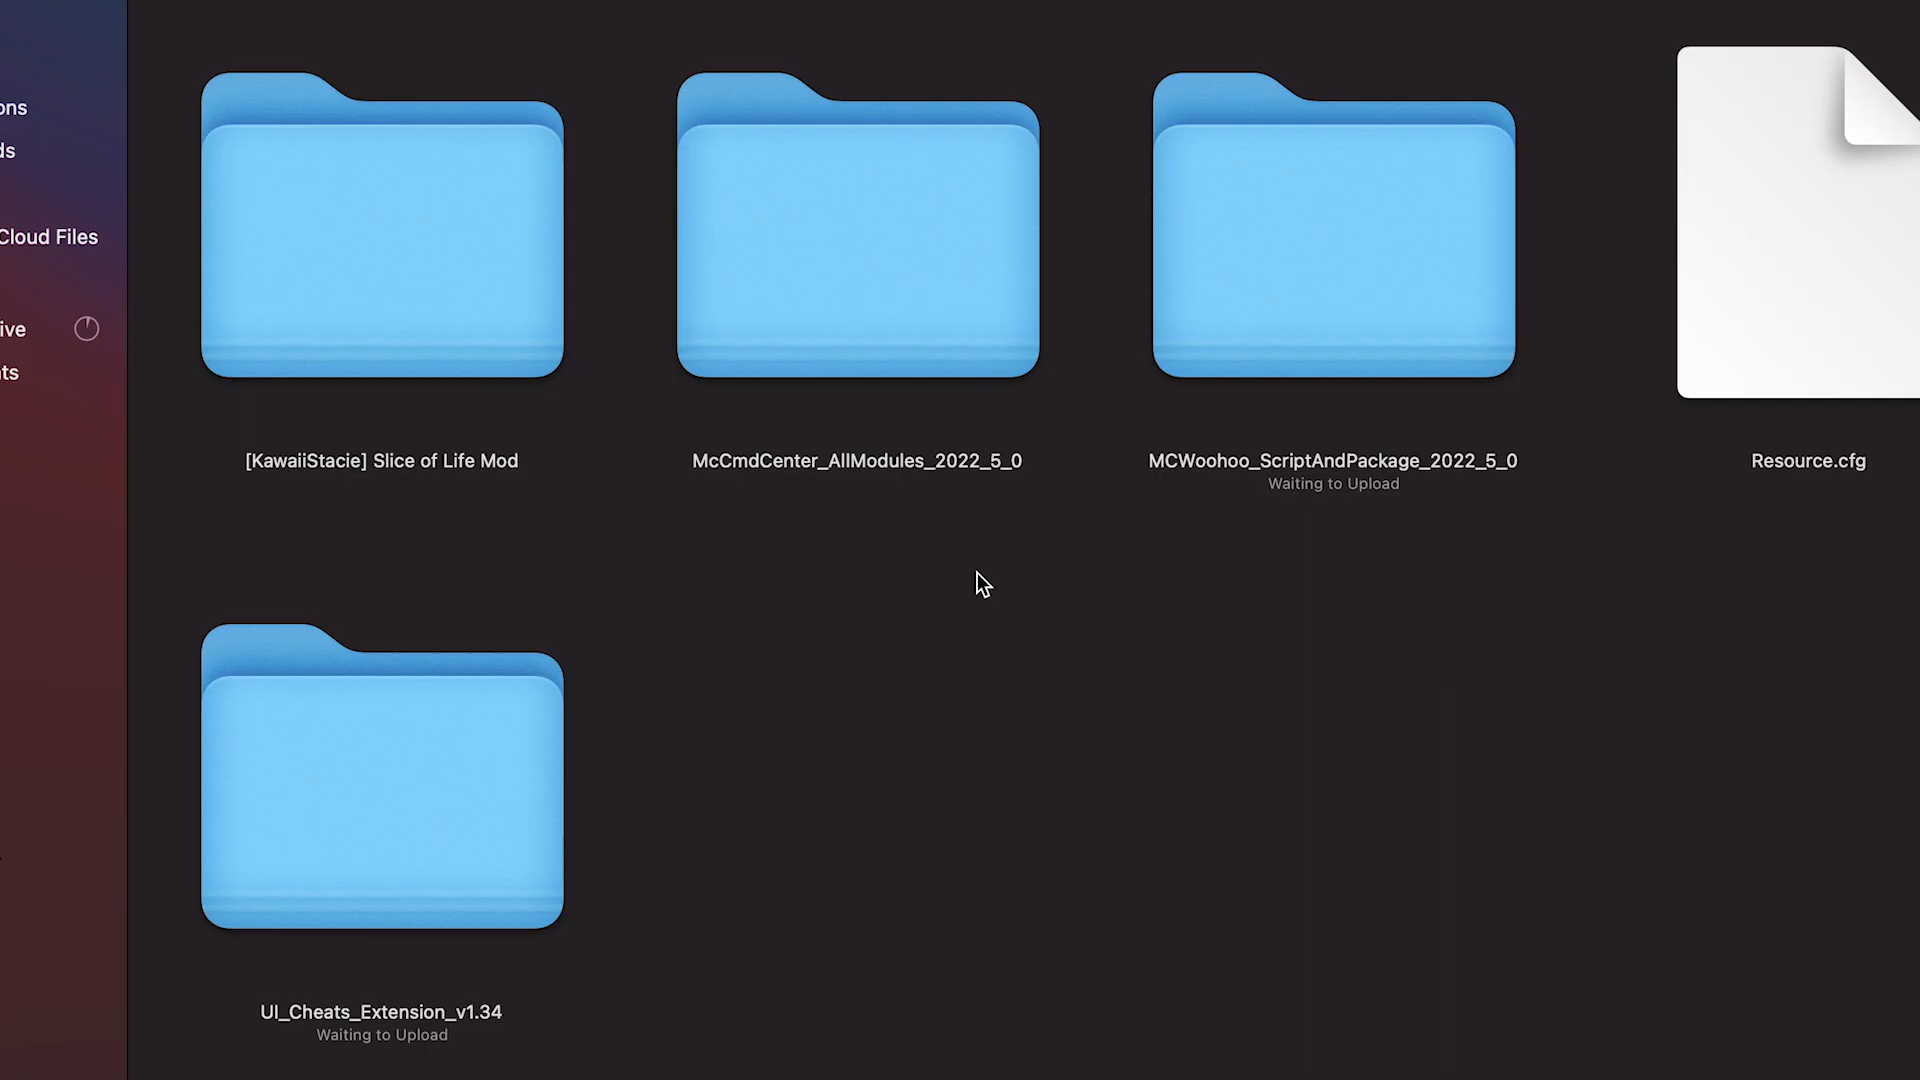 ons
ds
Cloud Files
ive
nts
[KawaiiStacie] Slice of Life Mod
McCmdCenter_AllModules_2022_5_0
MCWoohoo_ScriptAndPackage_2022_5_0
Waiting to Upload
Resource.cfg
UI_Cheats_Extension_v1.34
Waiting to Upload